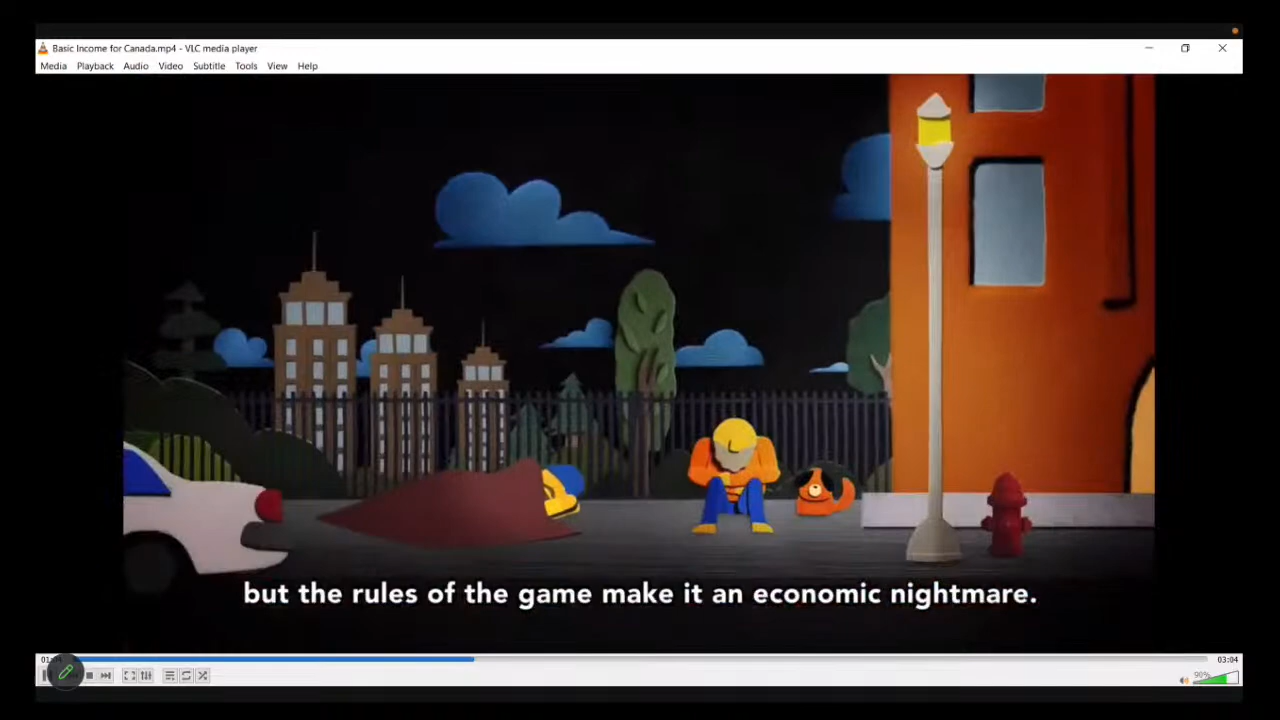 Basic Income for Canada.mp4 - VLC media player
Media Playback Audio Video Subtitle Tools View Help
but the rules of the game make it an economic nightmare.
03:04
90%